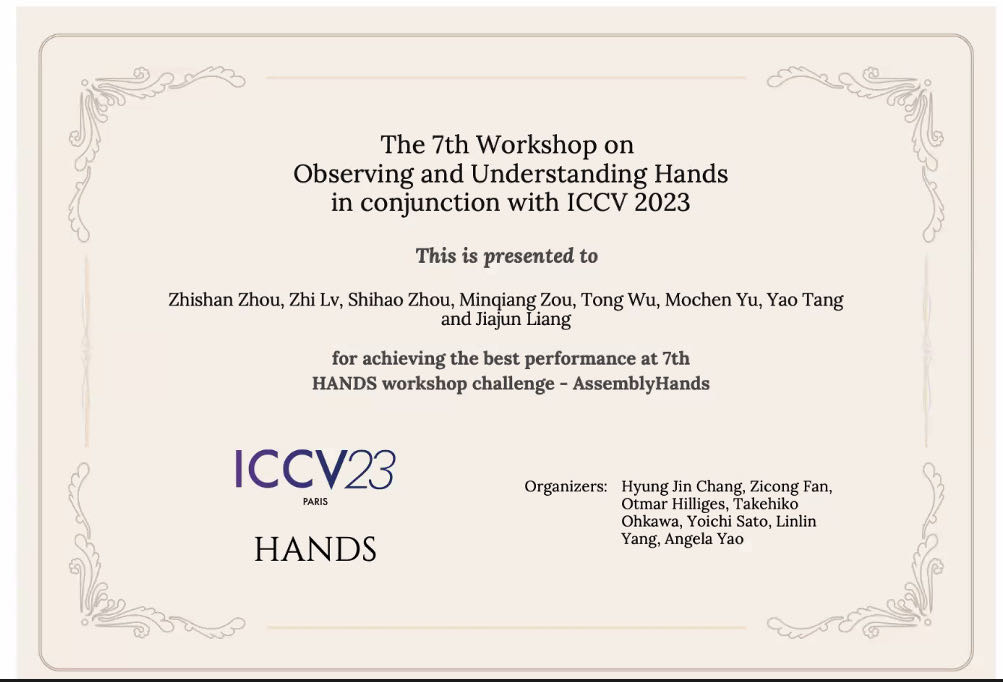 The 7th Workshop on
Observing and Understanding Hands
in conjunction with ICCV 2023
This is presented to
Zhishan Zhou, Zhi Lv, Shihao Zhou, Minqiang Zou, Tong Wu, Mochen Yu, Yao Tang
and Jiajun Liang
for achieving the best performance at 7th
HANDS workshop challenge - AssemblyHands
ICCV23
PARIS
HANDS
Organizers: Hyung Jin Chang, Zicong Fan,
Otmar Hilliges, Takehiko
Ohkawa, Yoichi Sato, Linlin
Yang, Angela Yao